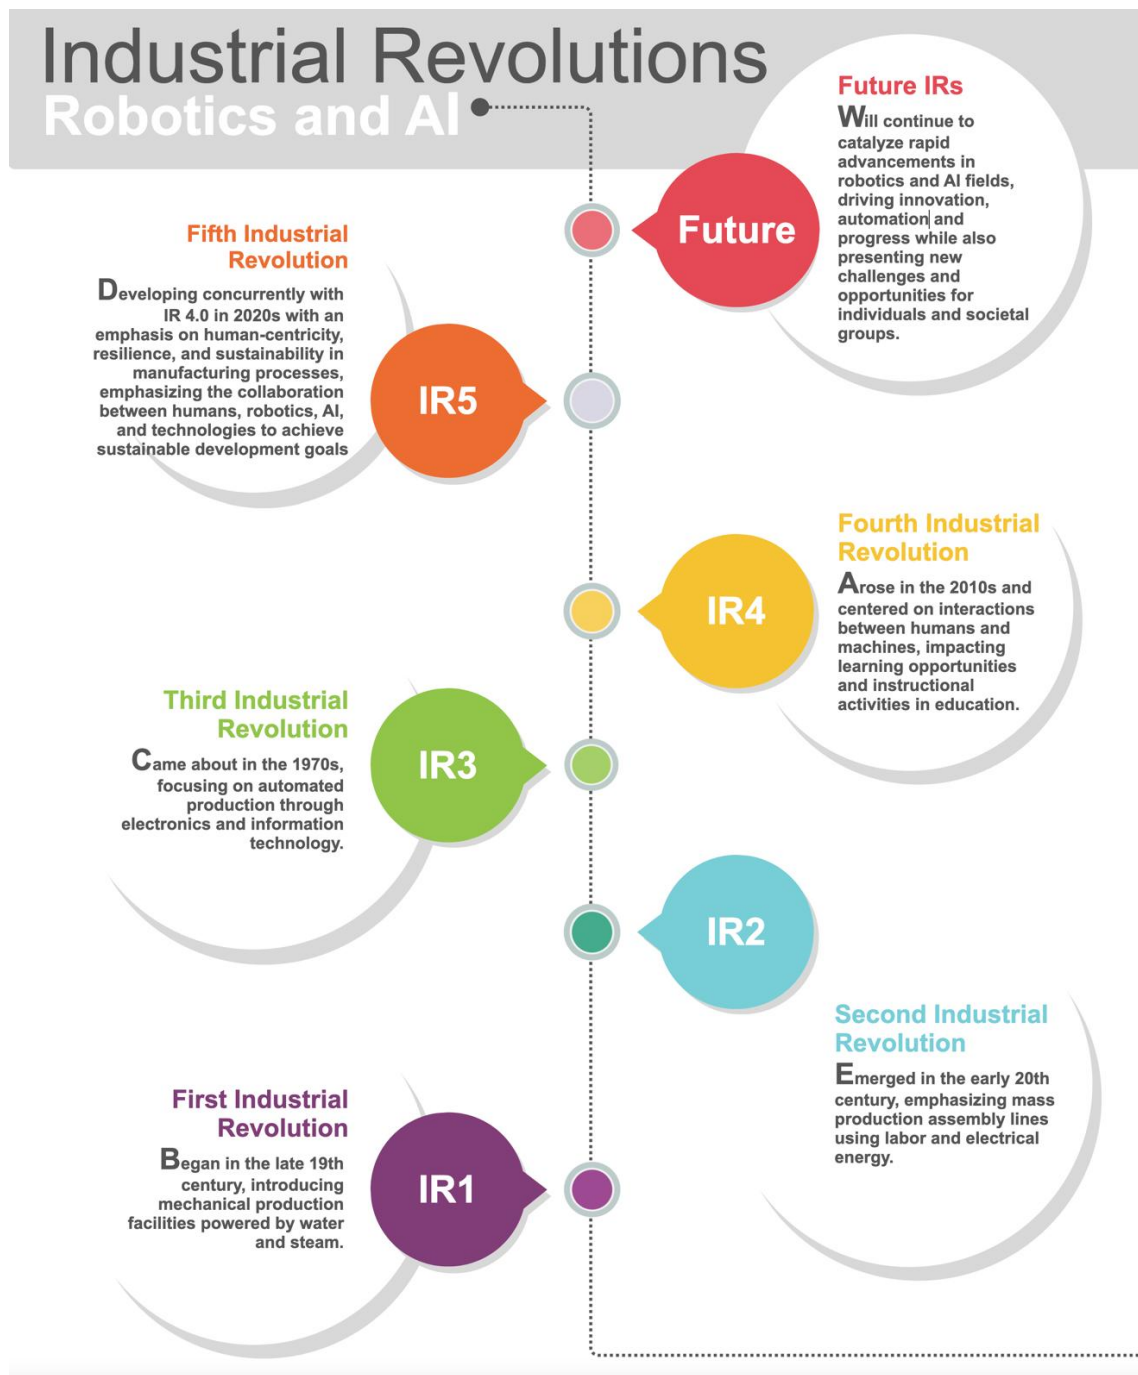 Industrial Revolutions
Robotics and AI
Future IRs
Will continue to
catalyze rapid
advancements in
robotics and AI fields,
driving innovation,
automation and
progress while also
presenting new
challenges and
opportunities for
individuals and societal
groups.
Future
Fifth Industrial
Revolution
Developing concurrently with
IR 4.0 in 2020s with an
emphasis on human-centricity,
resilience, and sustainability in
manufacturing processes,
emphasizing the collaboration
between humans, robotics, AI,
and technologies to achieve
sustainable development goals
IR5
Fourth Industrial
Revolution
Arose in the 2010s and
centered on interactions
between humans and
machines, impacting
learning opportunities
and instructional
activities in education.
IR4
Third Industrial
Revolution
Came about in the 1970s,
focusing on automated
production through
electronics and information
technology.
IR3
IR2
Second Industrial
Revolution
Emerged in the early 20th
century, emphasizing mass
production assembly lines
using labor and electrical
energy.
First Industrial
Revolution
Began in the late 19th
century, introducing
mechanical production
facilities powered by water
and steam.
IR1